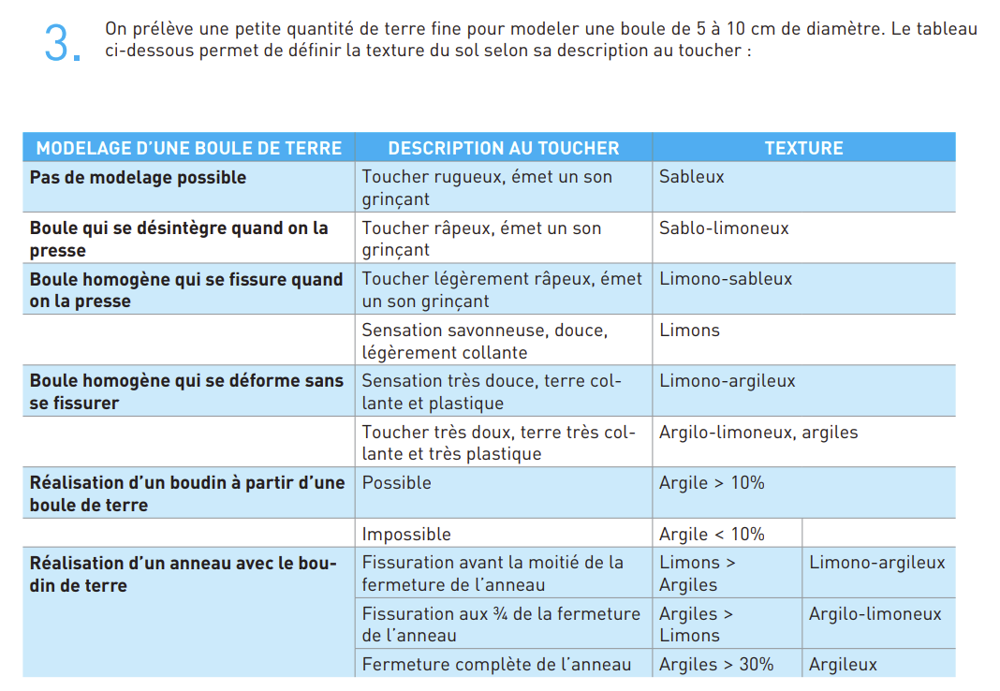 3.
On prélève une petite quantité de terre fine pour modeler une boule de 5 à 10 cm de diamètre. Le tableau
ci-dessous permet de définir la texture du sol selon sa description au toucher :
MODELAGE D’UNE BOULE DE TERRE DESCRIPTION AU TOUCHER TEXTURE
Pas de modelage possible Toucher rugueux, émet un son Sableux
grinçant
Boule qui se désintègre quand on la Toucher râpeux, émet un son Sablo-limoneux
presse grinçant
Boule homogène qui se fissure quand Toucher légèrement râpeux, émet Limono-sableux
on la presse un son grinçant
Sensation savonneuse, douce, Limons
légèrement collante
Boule homogène qui se déforme sans Sensation très douce, terre col- Limono-argileux
se fissurer lante et plastique
Toucher très doux, terre très col- Argilo-limoneux, argiles
lante et très plastique
Réalisation d’un boudin à partir d’une Possible Argile > 10%
boule de terre
Impossible Argile < 10%
Réalisation d’un anneau avec le bou- Fissuration avant la moitié de la Limons > Limono-argileux
din de terre fermeture de l’anneau Argiles
Fissuration aux ¾ de la fermeture Argiles > Argilo-limoneux
de l’anneau Limons
Fermeture complète de l’anneau Argiles > 30% Argileux